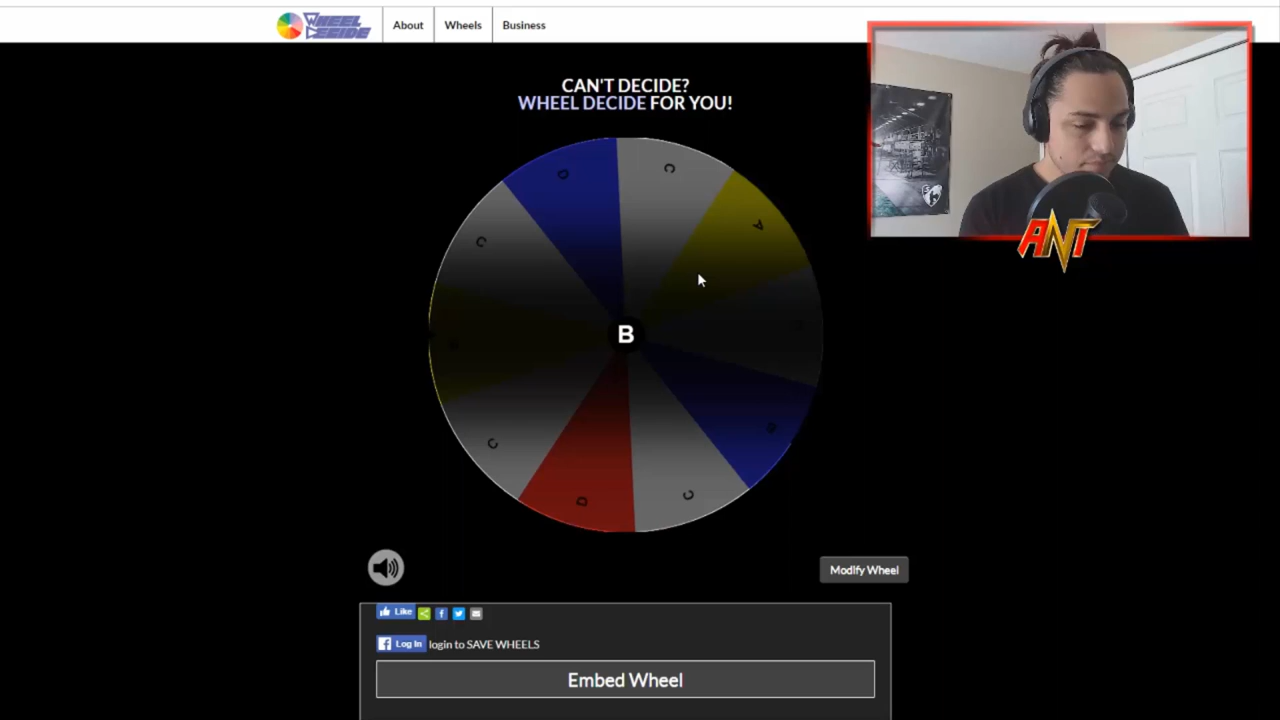 WHEEL DECIDE
About
Wheels
Business
CAN'T DECIDE?
WHEEL DECIDE FOR YOU!
C
A
C
C
D
C
B
ANT
Modify Wheel
Like
Log In login to SAVE WHEELS
Embed Wheel